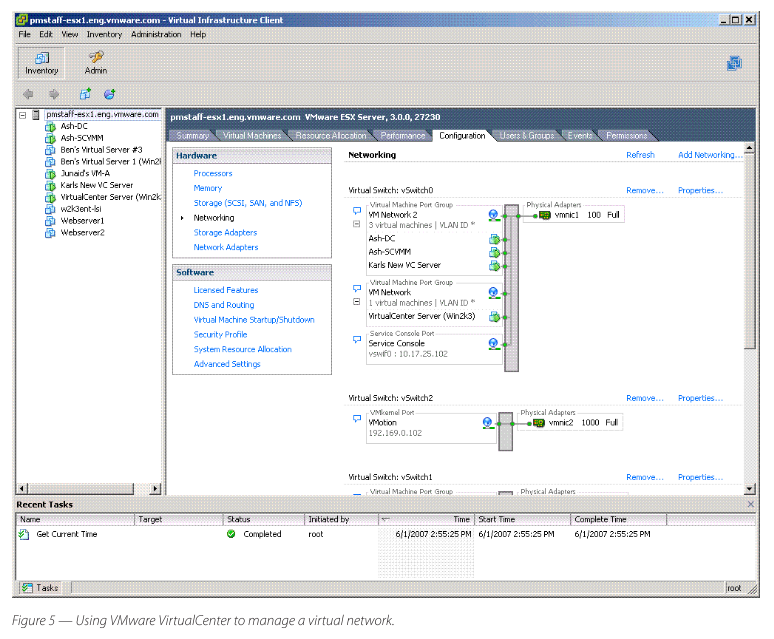 pmstaff-esx1.eng.vmware.com - Virtual Infrastructure Client
File Edit View Inventory Administration Help
Inventory Admin
pmstaff-esx1.eng.vmware.com
Ash-DC
Ash-SCVMM
Ben's Virtual Server #3
Ben's Virtual Server 1 (Win2
Junaid's VM-A
Karls New VC Server
VirtualCenter Server (Win2k
w2k3ent-lsi
Webserver1
Webserver2
pmstaff-esx1.eng.vmware.com VMware ESX Server, 3.0.0, 27230
Summary Virtual Machines Resource Allocation Performance Configuration Users & Groups Events Permissions
Hardware
Processors
Memory
Storage (SCSI, SAN, and NFS)
Networking
Storage Adapters
Network Adapters
Software
Licensed Features
DNS and Routing
Virtual Machine Startup/Shutdown
Security Profile
System Resource Allocation
Advanced Settings
Networking Refresh Add Networking...
Virtual Switch: vSwitch0 Remove... Properties...
Virtual Machine Port Group Physical Adapters
VM Network 2 vmnic1 100 Full
3 virtual machines | VLAN ID *
Ash-DC
Ash-SCVMM
Karls New VC Server
Virtual Machine Port Group
VM Network
1 virtual machines | VLAN ID *
VirtualCenter Server (Win2k3)
Service Console Port
Service Console
vswif0 : 10.17.25.102
Virtual Switch: vSwitch2 Remove... Properties...
VMkernel Port Physical Adapters
VMotion vmnic2 1000 Full
192.169.0.102
Virtual Switch: vSwitch1 Remove... Properties...
Virtual Machine Port Group Physical Adapters
Recent Tasks
Name Target Status Initiated by Time Start Time Complete Time
Get Current Time Completed root 6/1/2007 2:55:25 PM 6/1/2007 2:55:25 PM 6/1/2007 2:55:25 PM
Tasks root
Figure 5 — Using VMware VirtualCenter to manage a virtual network.